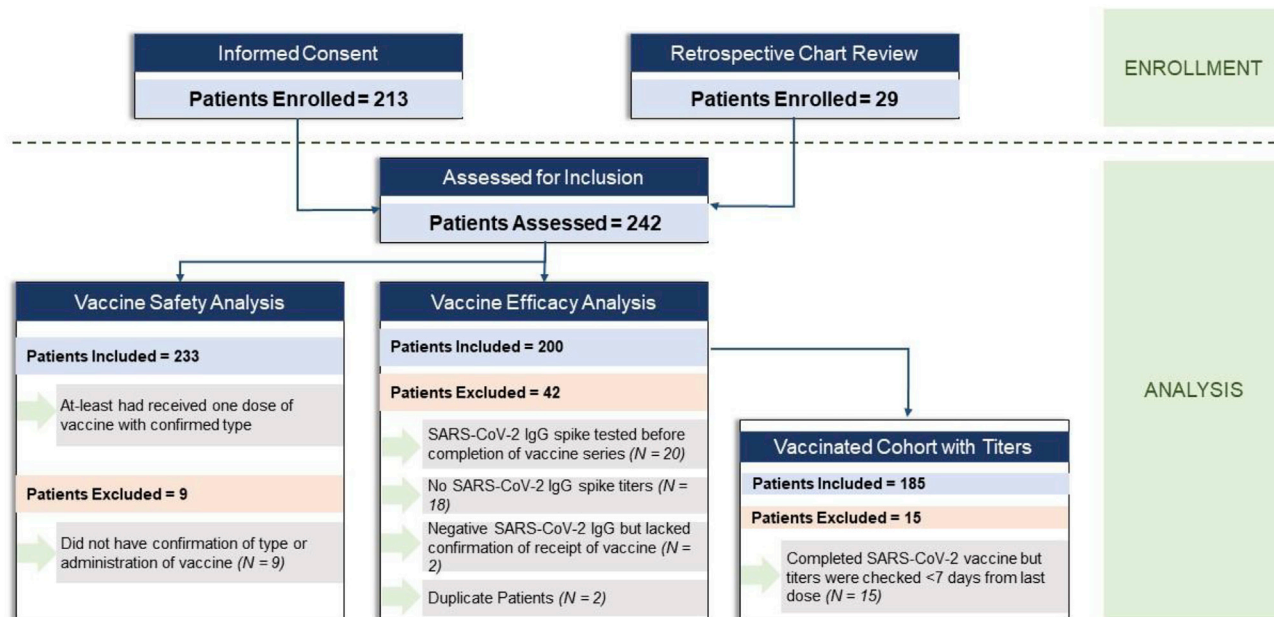 Informed Consent
Patients Enrolled = 213
Retrospective Chart Review
Patients Enrolled = 29
ENROLLMENT
Assessed for Inclusion
Patients Assessed = 242
Vaccine Safety Analysis
Patients Included = 233
At-least had received one dose of
vaccine with confirmed type
Patients Excluded = 9
Did not have confirmation of type or
administration of vaccine (N = 9)
Vaccine Efficacy Analysis
Patients Included = 200
Patients Excluded = 42
SARS-CoV-2 IgG spike tested before
completion of vaccine series (N = 20)
No SARS-CoV-2 IgG spike titers (N =
18)
Negative SARS-CoV-2 IgG but lacked
confirmation of receipt of vaccine (N =
2)
Duplicate Patients (N = 2)
Vaccinated Cohort with Titers
Patients Included = 185
Patients Excluded = 15
Completed SARS-CoV-2 vaccine but
titers were checked <7 days from last
dose (N = 15)
ANALYSIS